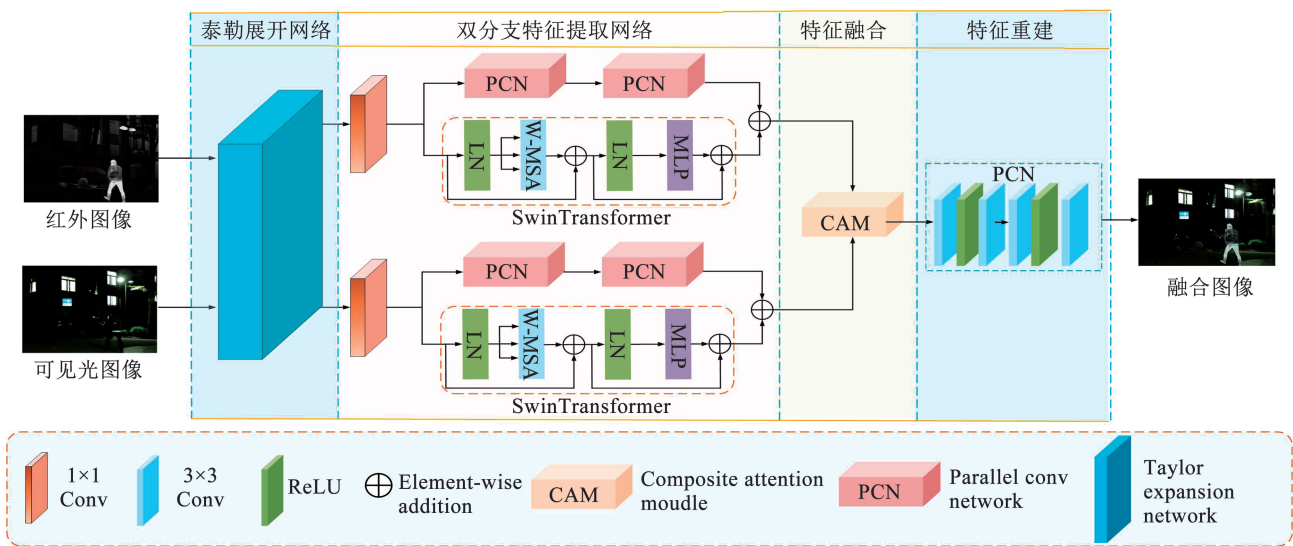 泰勒展开网络
双分支特征提取网络
特征融合
特征重建
红外图像
可见光图像
PCN
PCN
LN
W-MSA
LN
MLP
SwinTransformer
PCN
PCN
LN
W-MSA
LN
MLP
SwinTransformer
CAM
PCN
融合图像
1×1
Conv
3×3
Conv
ReLU
Element-wise
addition
CAM
Composite attention
moudle
PCN
Parallel conv
network
Taylor
expansion
network